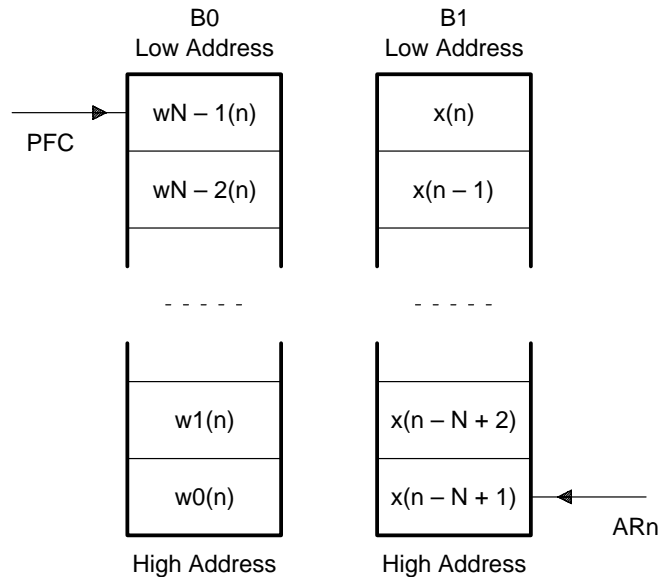 B0 B1
Low Address Low Address
wN – 1(n) x(n)
PFC
wN – 2(n) x(n – 1)
w1(n) x(n – N + 2)
w0(n) x(n – N + 1)
ARn
High Address High Address